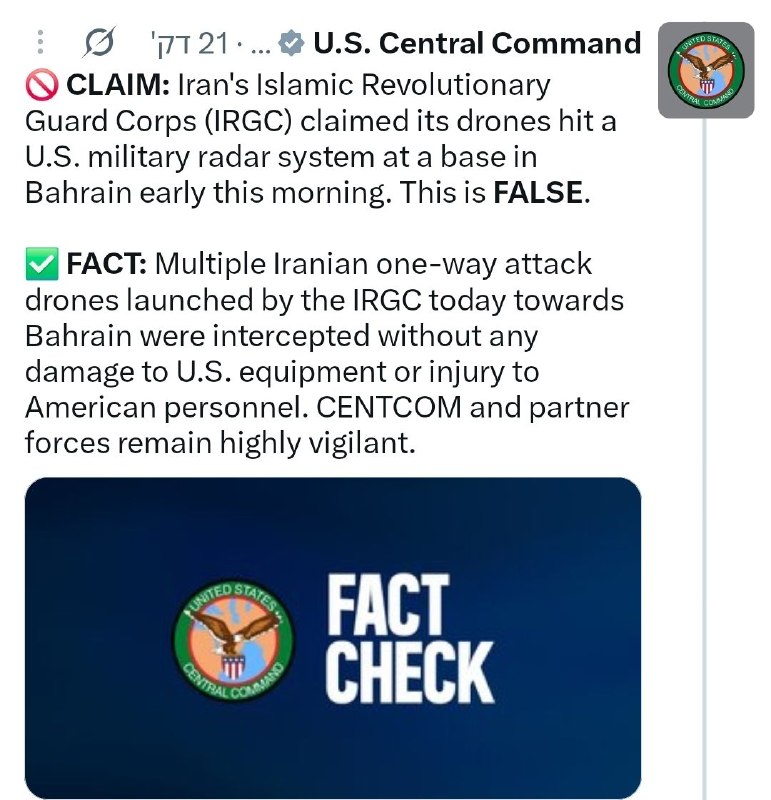 U.S. Central Command ... · 21 דק'
🚫 CLAIM: Iran's Islamic Revolutionary
Guard Corps (IRGC) claimed its drones hit a
U.S. military radar system at a base in
Bahrain early this morning. This is FALSE.
✅ FACT: Multiple Iranian one-way attack
drones launched by the IRGC today towards
Bahrain were intercepted without any
damage to U.S. equipment or injury to
American personnel. CENTCOM and partner
forces remain highly vigilant.
UNITED STATES
CENTRAL COMMAND
FACT
CHECK
UNITED STATES
CENTRAL COMMAND